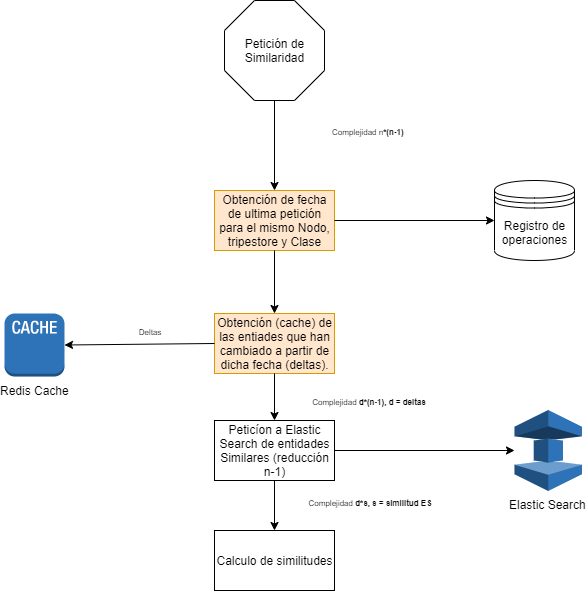 Petición de
Similaridad
Complejidad n*(n-1)
Obtención de fecha
de ultima petición
para el mismo Nodo,
tripestore y Clase
Registro de
operaciones
CACHE
Redis Cache
Deltas
Obtención (cache) de
las entiades que han
cambiado a partir de
dicha fecha (deltas).
Complejidad d*(n-1), d = deltas
Petición a Elastic
Search de entidades
Similares (reducción
n-1)
Elastic Search
Complejidad d*s, s = similitud ES
Calculo de similitudes